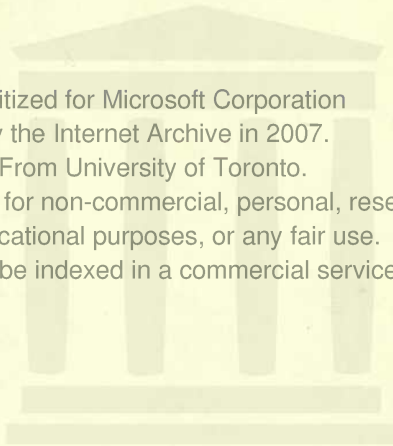 itized for Microsoft Corporation
the Internet Archive in 2007.
From University of Toronto.
for non-commercial, personal, rese
cational purposes, or any fair use.
be indexed in a commercial service